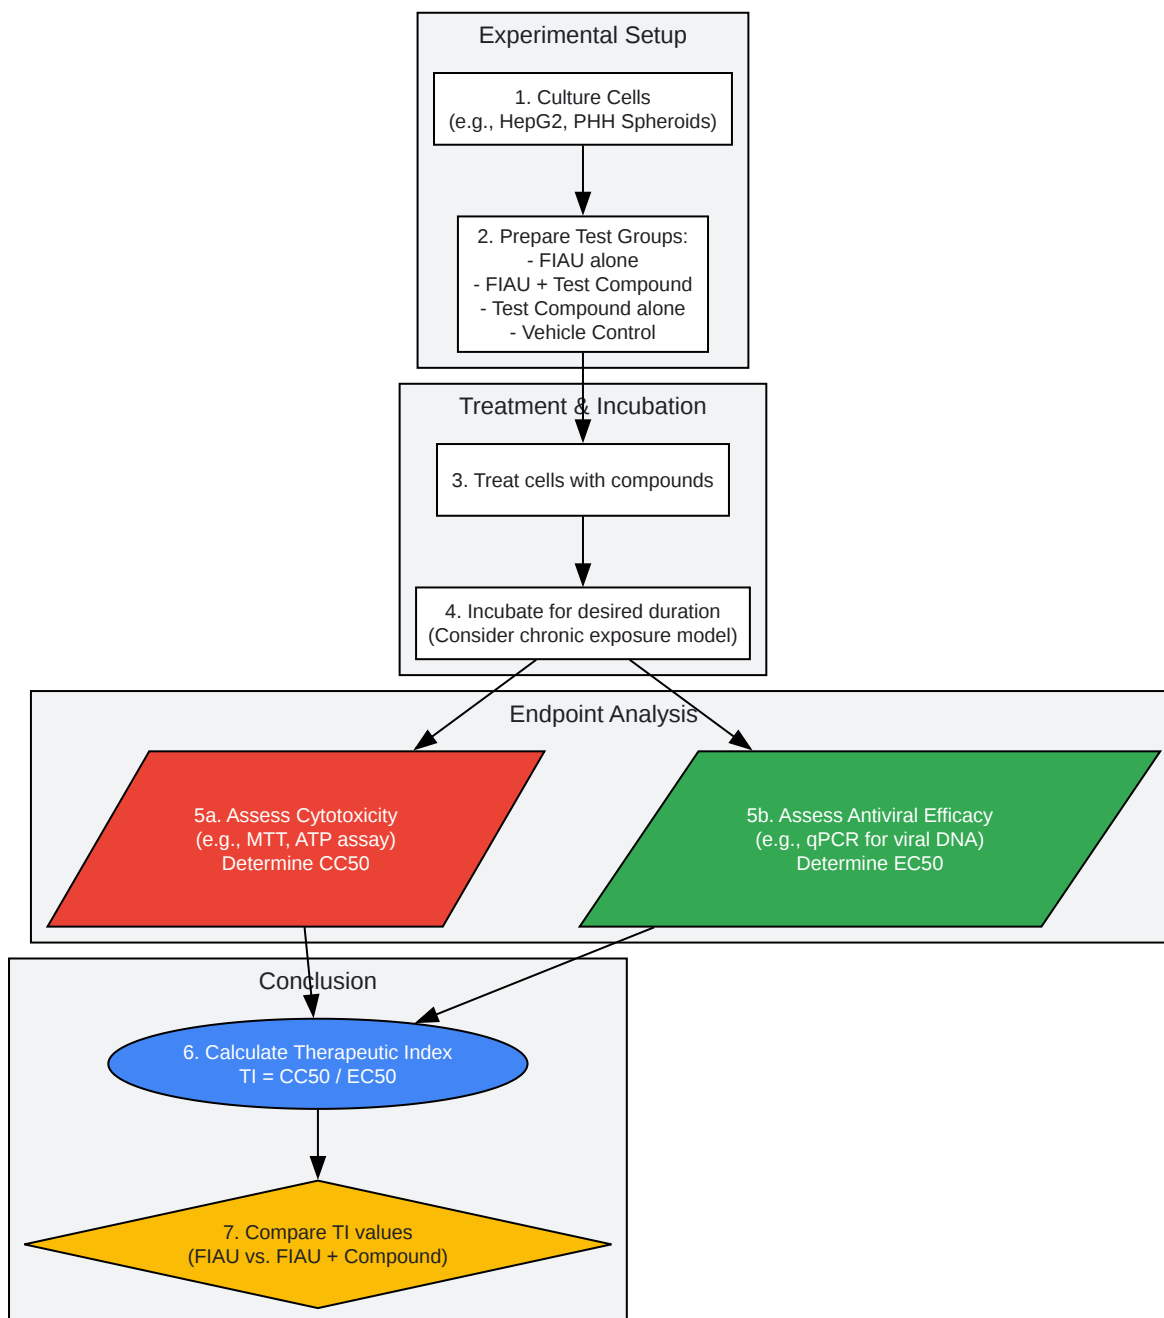 Experimental Setup
1. Culture Cells
(e.g., HepG2, PHH Spheroids)
2. Prepare Test Groups:
- FIAU alone
- FIAU + Test Compound
- Test Compound alone
- Vehicle Control
Treatment & Incubation
3. Treat cells with compounds
4. Incubate for desired duration
(Consider chronic exposure model)
Endpoint Analysis
5a. Assess Cytotoxicity
(e.g., MTT, ATP assay)
Determine CC50
5b. Assess Antiviral Efficacy
(e.g., qPCR for viral DNA)
Determine EC50
Conclusion
6. Calculate Therapeutic Index
TI = CC50 / EC50
7. Compare TI values
(FIAU vs. FIAU + Compound)